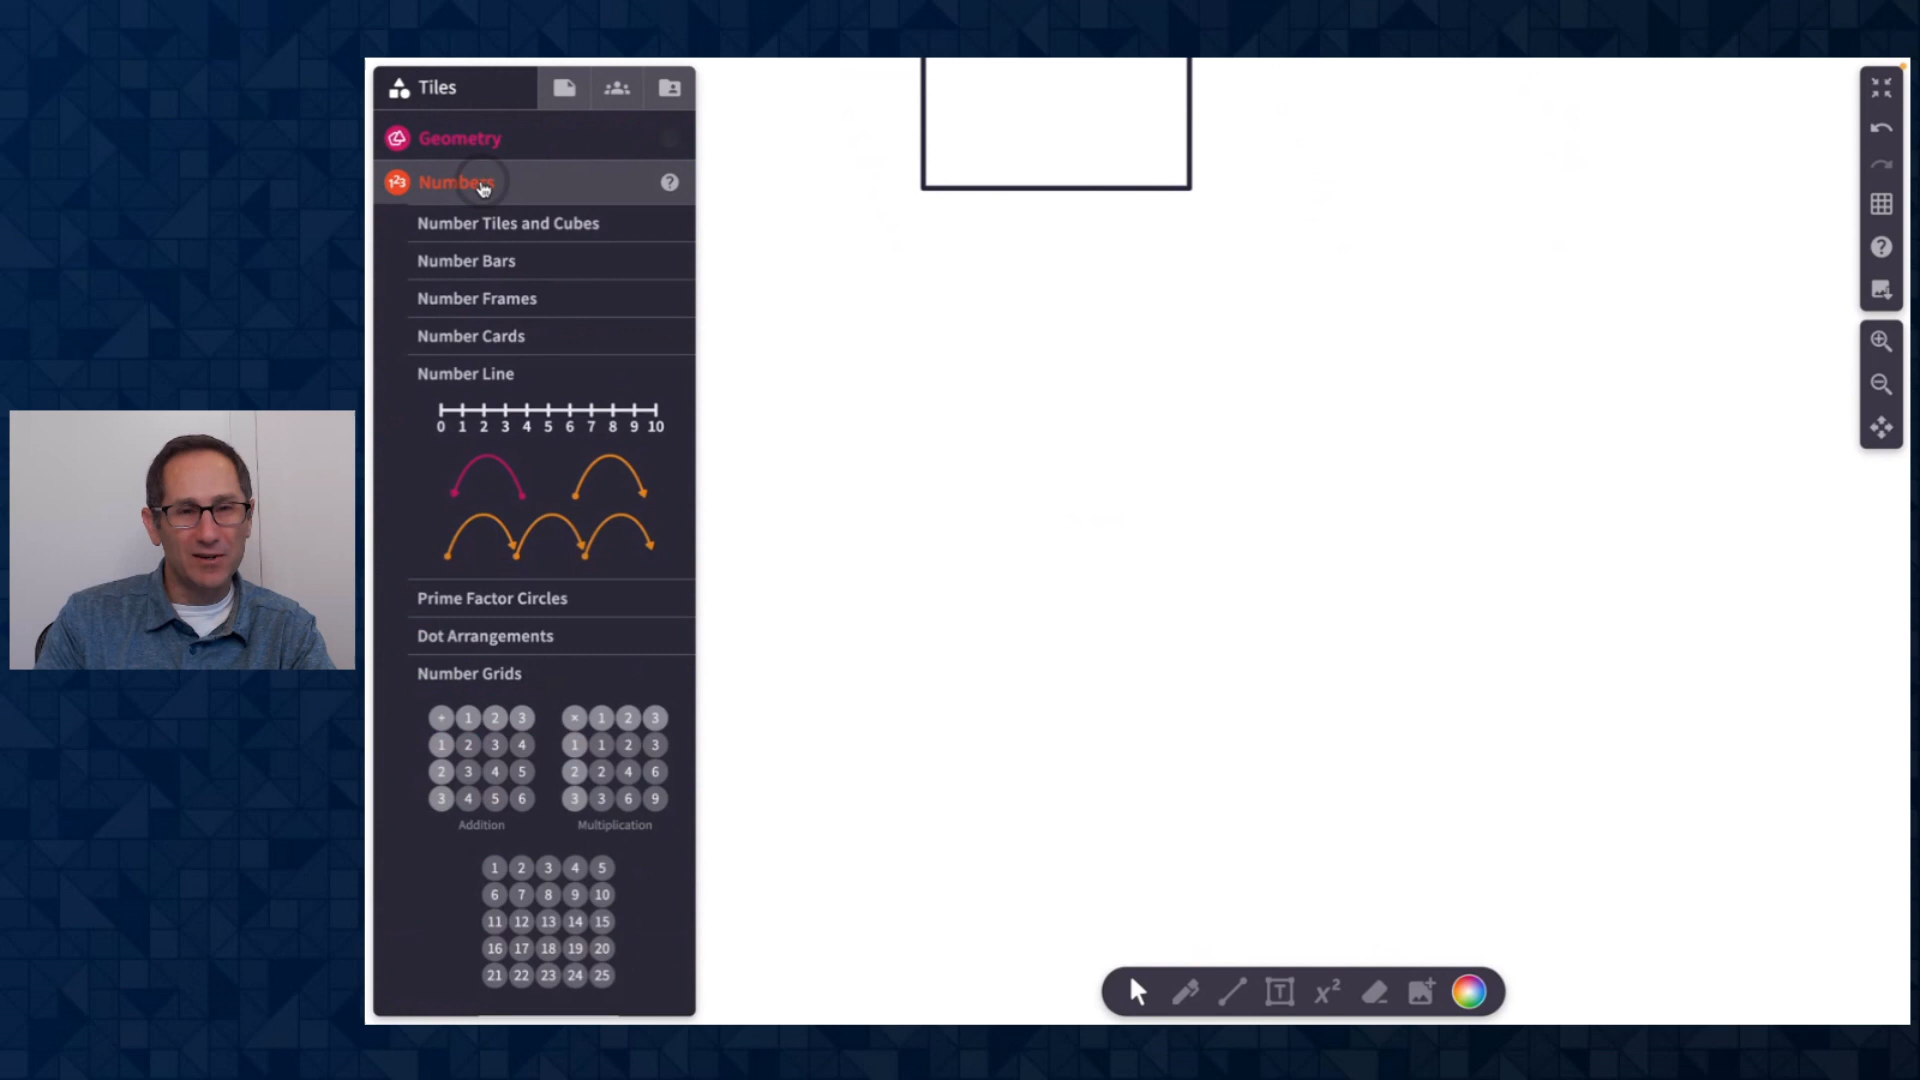 Tiles
Geometry
123 Numbers ?
Number Tiles and Cubes
Number Bars
Number Frames
Number Cards
Number Line
0 1 2 3 4 5 6 7 8 9 10
Prime Factor Circles
Dot Arrangements
Number Grids
+ 1 2 3 × 1 2 3
1 2 3 4 1 1 2 3
2 3 4 5 2 2 4 6
3 4 5 6 3 3 6 9
Addition Multiplication
1 2 3 4 5
6 7 8 9 10
11 12 13 14 15
16 17 18 19 20
21 22 23 24 25
?
T x²